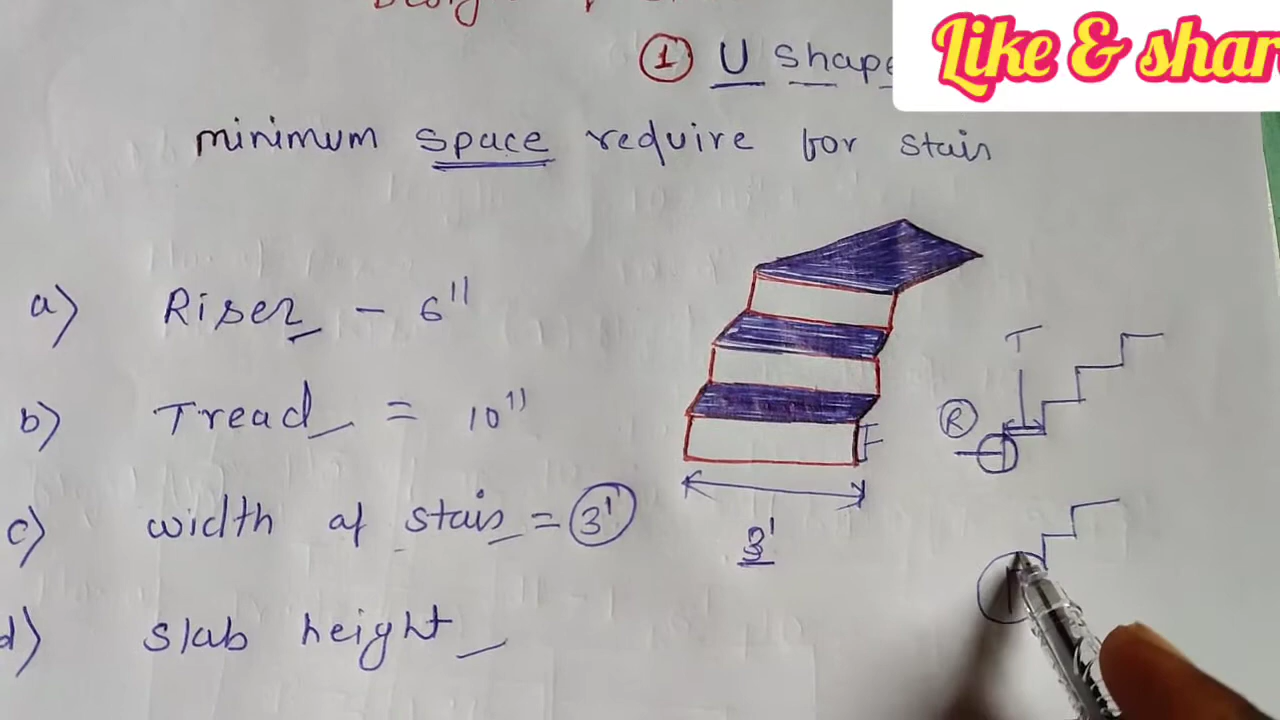 ① U Shape
Like & shar
minimum space require for stair
a) Riser - 6"
b) Tread = 10"
c) width of stair = 3'
d) slab height
3'
T
R